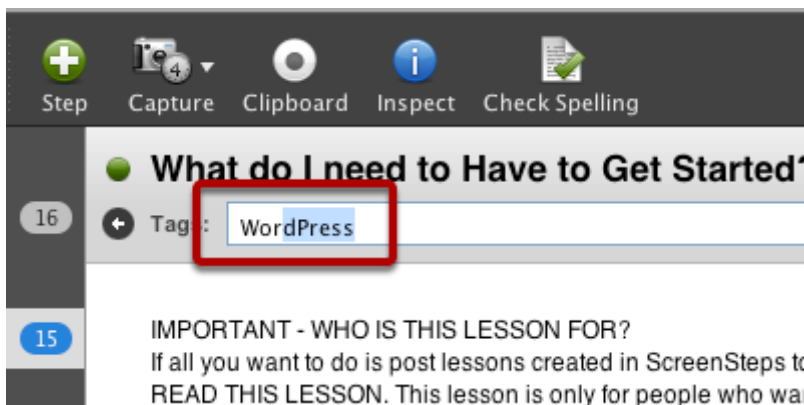 4
Step Capture Clipboard Inspect Check Spelling
What do I need to Have to Get Started?
16
Tags: WordPress
15
IMPORTANT - WHO IS THIS LESSON FOR?
If all you want to do is post lessons created in ScreenSteps to
READ THIS LESSON. This lesson is only for people who